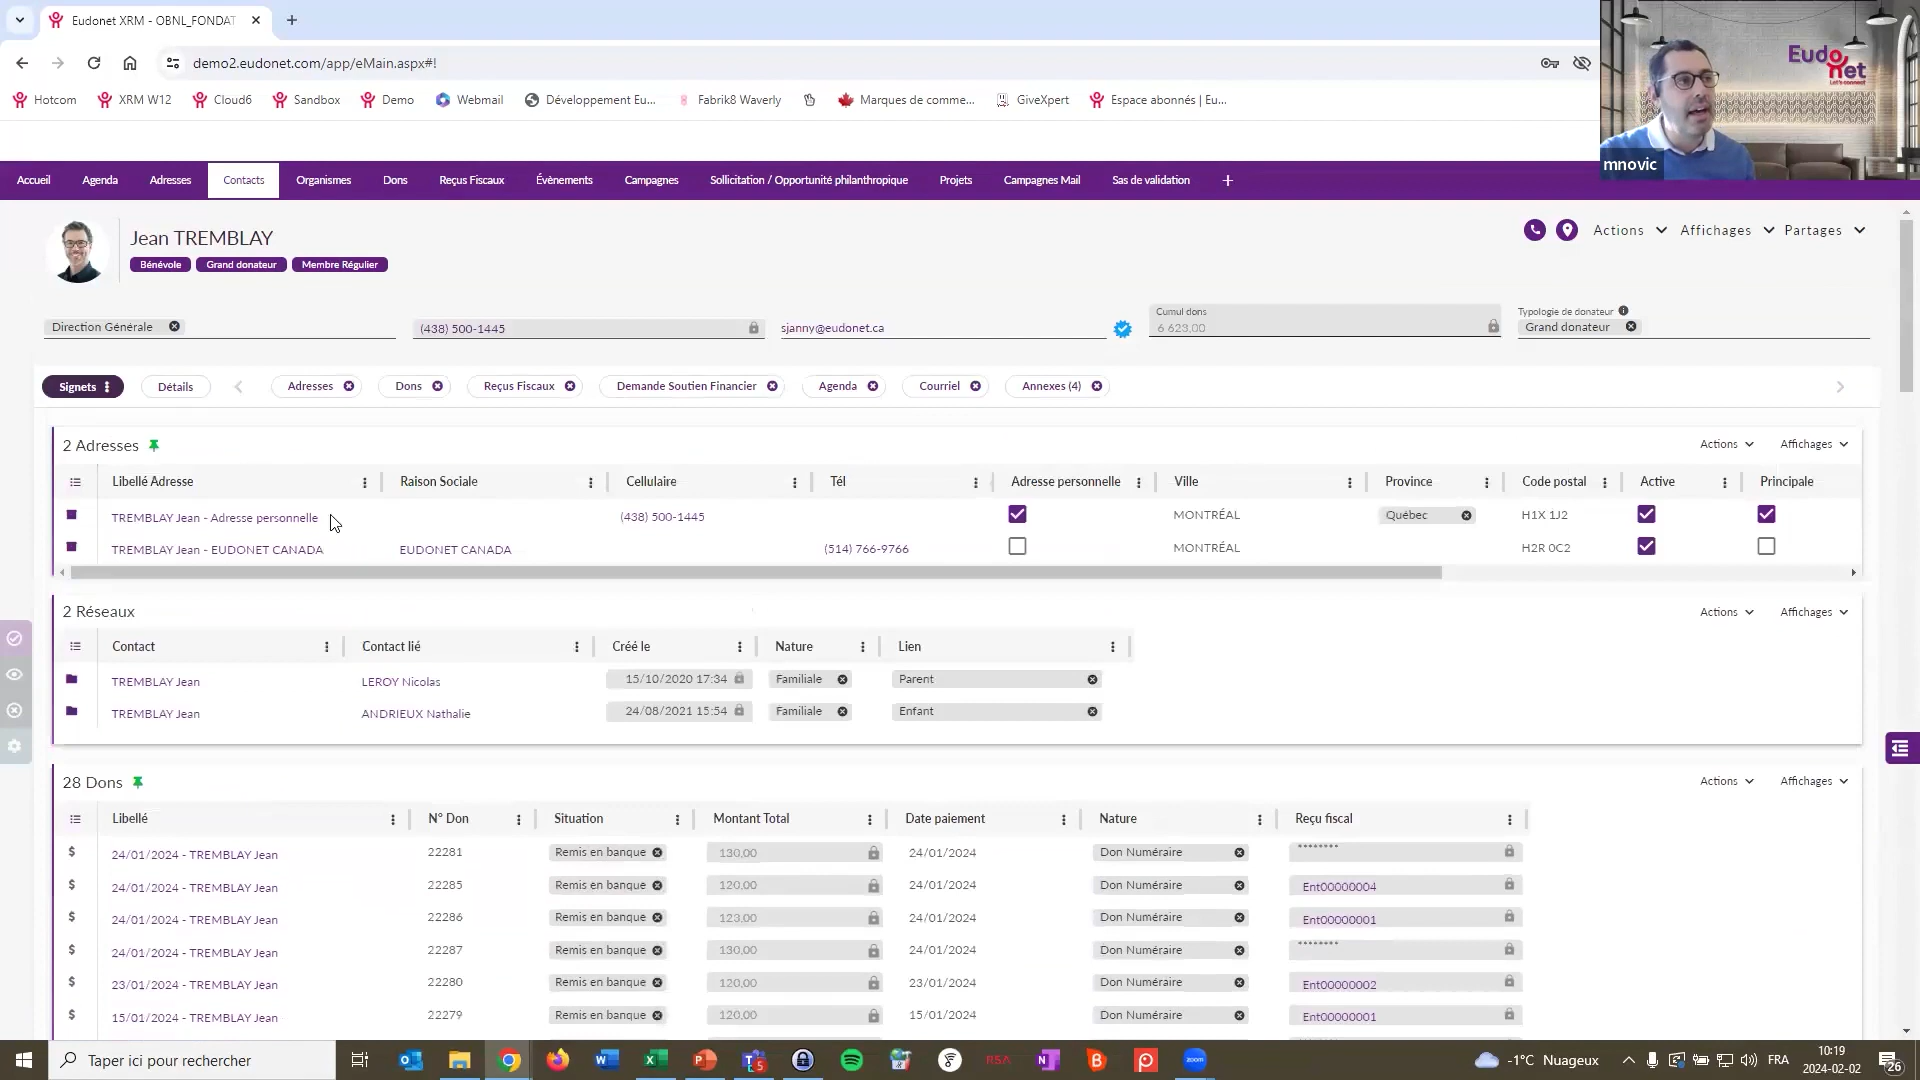 Eudonet XRM - OBNL_FONDAT
demo2.eudonet.com/app/eMain.aspx#!
Hotcom XRM W12 Cloud6 Sandbox Demo Webmail Développement Eu... Fabrik8 Waverly Marques de comme... GiveXpert Espace abonnés | Eu...
Eudonet
Let's connect
mnovic
Accueil Agenda Adresses Contacts Organismes Dons Reçus Fiscaux Évènements Campagnes Sollicitation / Opportunité philanthropique Projets Campagnes Mail Sas de validation +
Jean TREMBLAY
Bénévole Grand donateur Membre Régulier
Actions Affichages Partages
Cumul dons Typologie de donateur
Direction Générale (438) 500-1445 sjanny@eudonet.ca 6 623,00 Grand donateur
Signets Détails Adresses Dons Reçus Fiscaux Demande Soutien Financier Agenda Courriel Annexes (4)
2 Adresses Actions Affichages
Libellé Adresse Raison Sociale Cellulaire Tél Adresse personnelle Ville Province Code postal Active Principale
TREMBLAY Jean - Adresse personnelle (438) 500-1445 MONTRÉAL Québec H1X 1J2
TREMBLAY Jean - EUDONET CANADA EUDONET CANADA (514) 766-9766 MONTRÉAL H2R 0C2
2 Réseaux Actions Affichages
Contact Contact lié Créé le Nature Lien
TREMBLAY Jean LEROY Nicolas 15/10/2020 17:34 Familiale Parent
TREMBLAY Jean ANDRIEUX Nathalie 24/08/2021 15:54 Familiale Enfant
28 Dons Actions Affichages
Libellé N° Don Situation Montant Total Date paiement Nature Reçu fiscal
$ 24/01/2024 - TREMBLAY Jean 22281 Remis en banque 130,00 24/01/2024 Don Numéraire ********
$ 24/01/2024 - TREMBLAY Jean 22285 Remis en banque 120,00 24/01/2024 Don Numéraire Ent00000004
$ 24/01/2024 - TREMBLAY Jean 22286 Remis en banque 123,00 24/01/2024 Don Numéraire Ent00000001
$ 24/01/2024 - TREMBLAY Jean 22287 Remis en banque 130,00 24/01/2024 Don Numéraire ********
$ 23/01/2024 - TREMBLAY Jean 22280 Remis en banque 120,00 23/01/2024 Don Numéraire Ent00000002
$ 15/01/2024 - TREMBLAY Jean 22279 Remis en banque 120,00 15/01/2024 Don Numéraire Ent00000001
Taper ici pour rechercher RSA zoom -1°C Nuageux FRA 10:19
2024-02-02 26